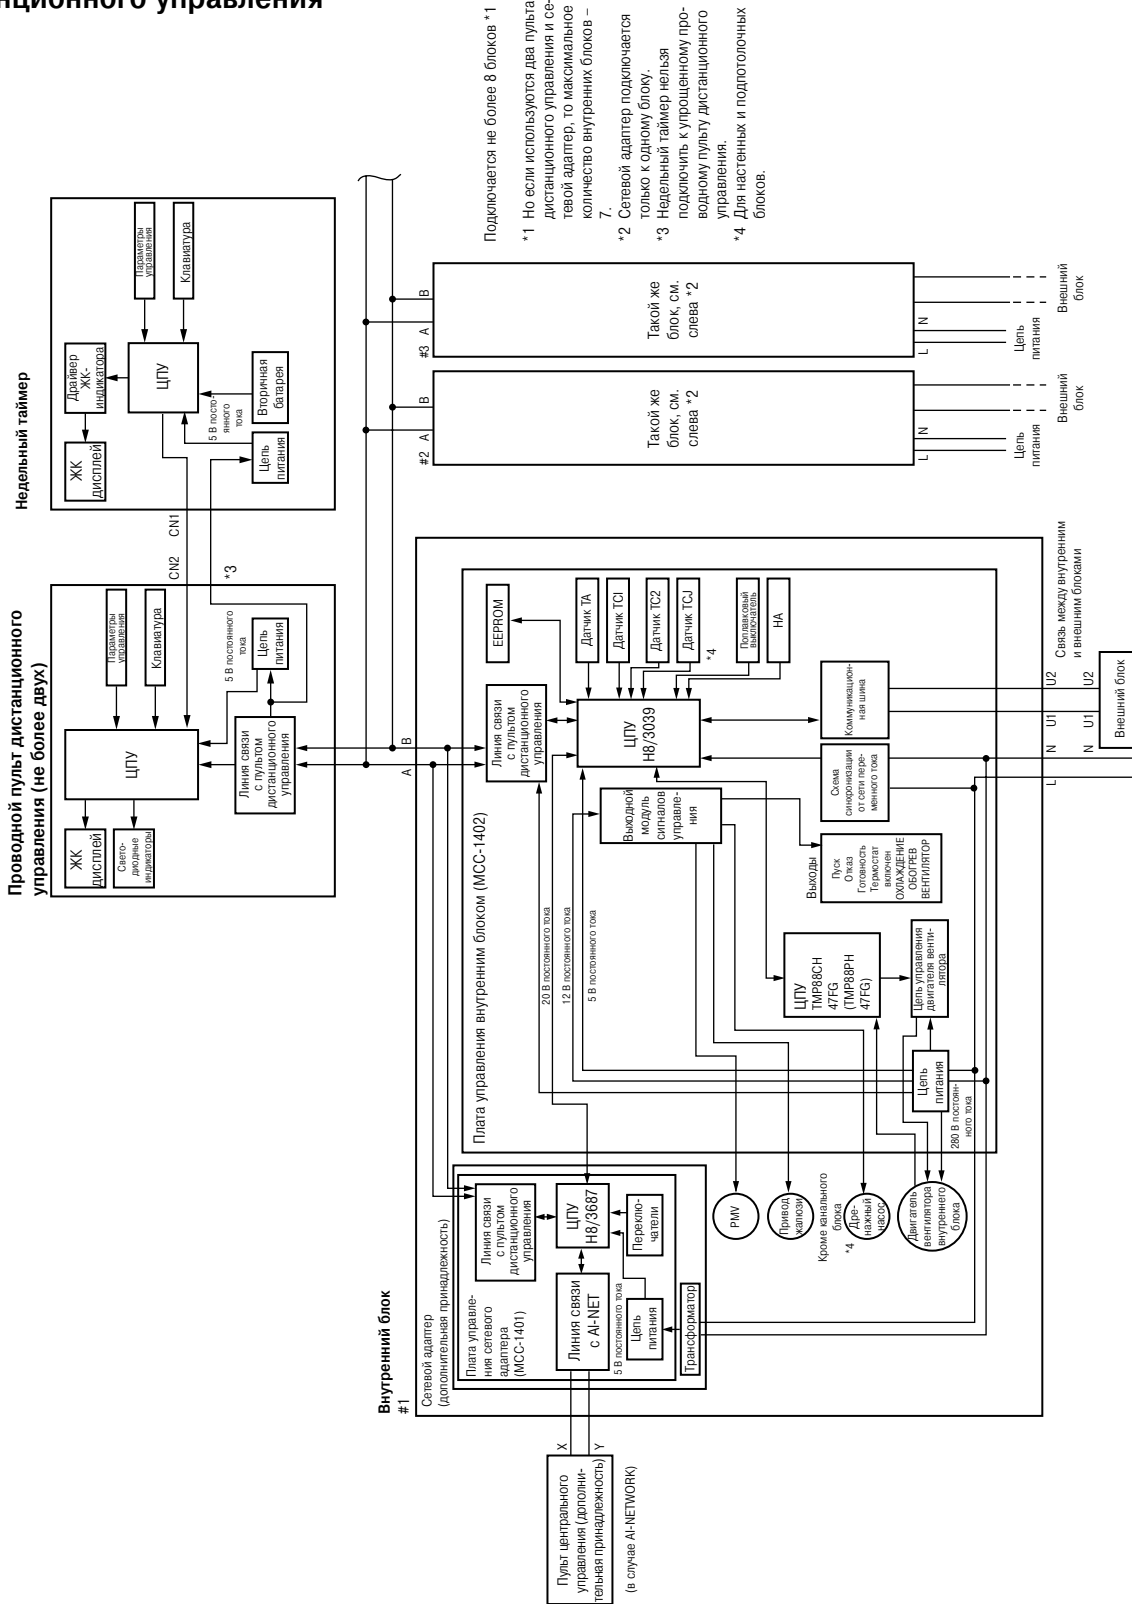 нционного управления
Проводной пульт дистанционного
управления (не более двух)
Недельный таймер
ЖК
дисплей
Свето-
диодные
индикаторы
ЦПУ
Параметры
управления
Клавиатура
5 В постоянного
тока
Цепь
питания
Линия связи
с пультом
дистанционного
управления
CN2
CN1
*3
ЖК
дисплей
Драйвер
ЖК-
индикатора
ЦПУ
Параметры
управления
Клавиатура
5 В посто-
янного
тока
Вторичная
батарея
Цепь
питания
A
B
Подключается не более 8 блоков *1
*1 Но если используются два пульта
дистанционного управления и се-
тевой адаптер, то максимальное
количество внутренних блоков –
7.
*2 Сетевой адаптер подключается
только к одному блоку.
*3 Недельный таймер нельзя
подключить к упрощенному про-
водному пульту дистанционного
управления.
*4 Для настенных и подпотолочных
блоков.
#2
A
B
Такой же
блок, см.
слева *2
L
N
Цепь
питания
Внешний
блок
#3
A
B
Такой же
блок, см.
слева *2
L
N
Цепь
питания
Внешний
блок
Внутренний блок
#1
Сетевой адаптер
(дополнительная принадлежность)
Плата управле-
ния сетевого
адаптера
(MCC-1401)
Линия связи
с пультом
дистанционного
управления
Линия связи
с AI-NET
ЦПУ
H8/3687
Переклю-
чатели
5 В постоянного тока
Цепь
питания
Трансформатор
X
Y
Пульт центрального
управления (дополни-
тельная принадлежность)
(в случае AI-NETWORK)
Плата управления внутренним блоком (MCC-1402)
Линия связи
с пультом
дистанционного
управления
EEPROM
20 В постоянного тока
12 В постоянного тока
5 В постоянного тока
ЦПУ
H8/3039
Датчик TA
Датчик TCI
Датчик TC2
Датчик TCJ
*4
Поплавковый
выключатель
HA
Выходной
модуль
сигналов
управле-
ния
Схема
синхронизации
от сети пере-
менного тока
Коммуникацион-
ная шина
Выходы
Пуск
Отказ
Готовность
Термостат
включен
ОХЛАЖДЕНИЕ
ОБОГРЕВ
ВЕНТИЛЯТОР
ЦПУ
TMP88CH
47FG
(TMP88PH
47FG)
Цепь управления
двигателя венти-
лятора
Цепь
питания
280 В постоян-
ного тока
PMV
Привод
жалюзи
Кроме канального
блока
*4
Дре-
нажный
насос
Двигатель
вентилятора
внутреннего
блока
L
N
U1
U2
Связь между внутренним
и внешним блоками
N
U1
U2
Внешний блок